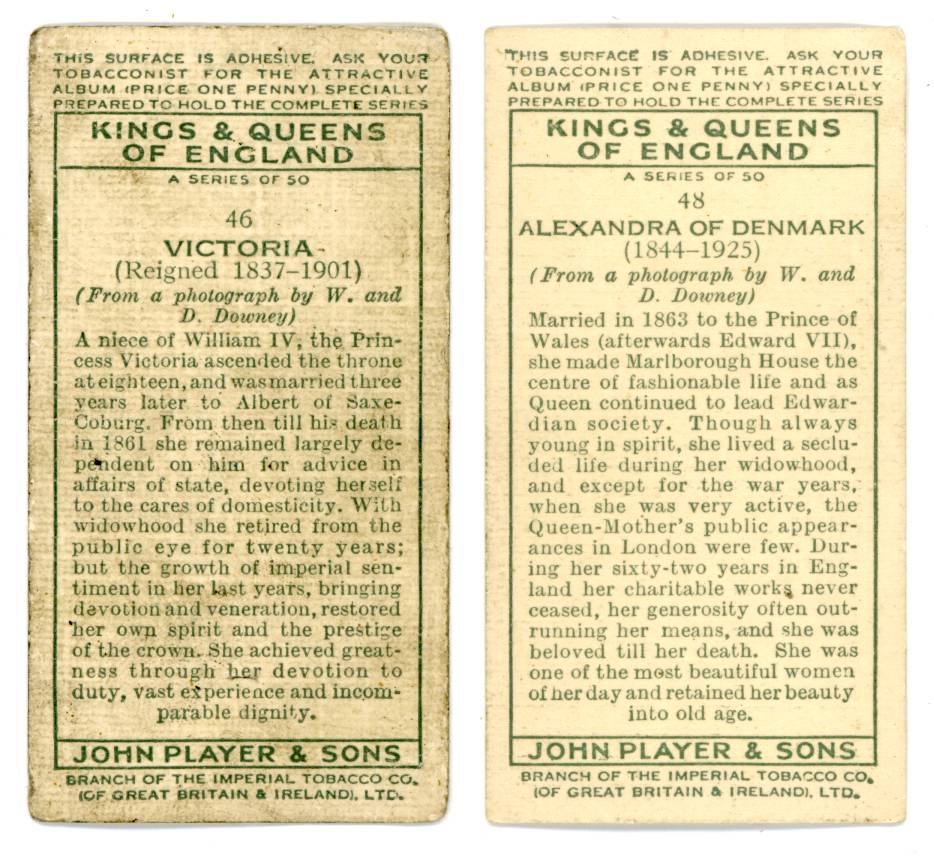 THIS SURFACE IS ADHESIVE. ASK YOUR
TOBACCONIST FOR THE ATTRACTIVE
ALBUM (PRICE ONE PENNY) SPECIALLY
PREPARED TO HOLD THE COMPLETE SERIES
KINGS & QUEENS
OF ENGLAND
A SERIES OF 50
46
VICTORIA
(Reigned 1837–1901)
(From a photograph by W. and
D. Downey)
A niece of William IV, the Prin-
cess Victoria ascended the throne
at eighteen, and was married three
years later to Albert of Saxe-
Coburg. From then till his death
in 1861 she remained largely de-
pendent on him for advice in
affairs of state, devoting herself
to the cares of domesticity. With
widowhood she retired from the
public eye for twenty years;
but the growth of imperial sen-
timent in her last years, bringing
devotion and veneration, restored
her own spirit and the prestige
of the crown. She achieved great-
ness through her devotion to
duty, vast experience and incom-
parable dignity.
JOHN PLAYER & SONS
BRANCH OF THE IMPERIAL TOBACCO CO.
(OF GREAT BRITAIN & IRELAND), LTD.
THIS SURFACE IS ADHESIVE. ASK YOUR
TOBACCONIST FOR THE ATTRACTIVE
ALBUM (PRICE ONE PENNY) SPECIALLY
PREPARED TO HOLD THE COMPLETE SERIES
KINGS & QUEENS
OF ENGLAND
A SERIES OF 50
48
ALEXANDRA OF DENMARK
(1844–1925)
(From a photograph by W. and
D. Downey)
Married in 1863 to the Prince of
Wales (afterwards Edward VII),
she made Marlborough House the
centre of fashionable life and as
Queen continued to lead Edwar-
dian society. Though always
young in spirit, she lived a seclu-
ded life during her widowhood,
and except for the war years,
when she was very active, the
Queen-Mother's public appear-
ances in London were few. Dur-
ing her sixty-two years in Eng-
land her charitable works never
ceased, her generosity often out-
running her means, and she was
beloved till her death. She was
one of the most beautiful women
of her day and retained her beauty
into old age.
JOHN PLAYER & SONS
BRANCH OF THE IMPERIAL TOBACCO CO.
(OF GREAT BRITAIN & IRELAND), LTD.